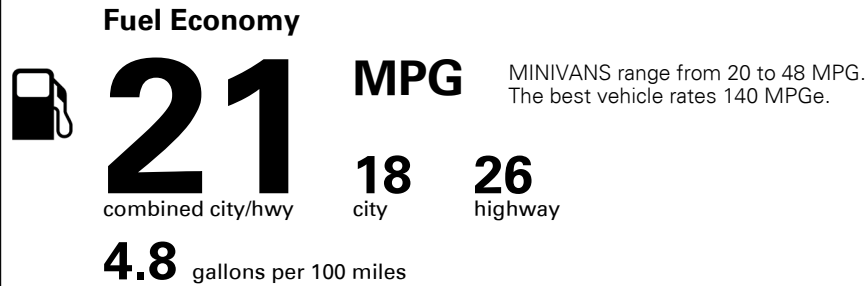 Fuel Economy
21
MPG
MINIVANS range from 20 to 48 MPG.
The best vehicle rates 140 MPGe.
18
26
combined city/hwy
city
highway
4.8 gallons per 100 miles